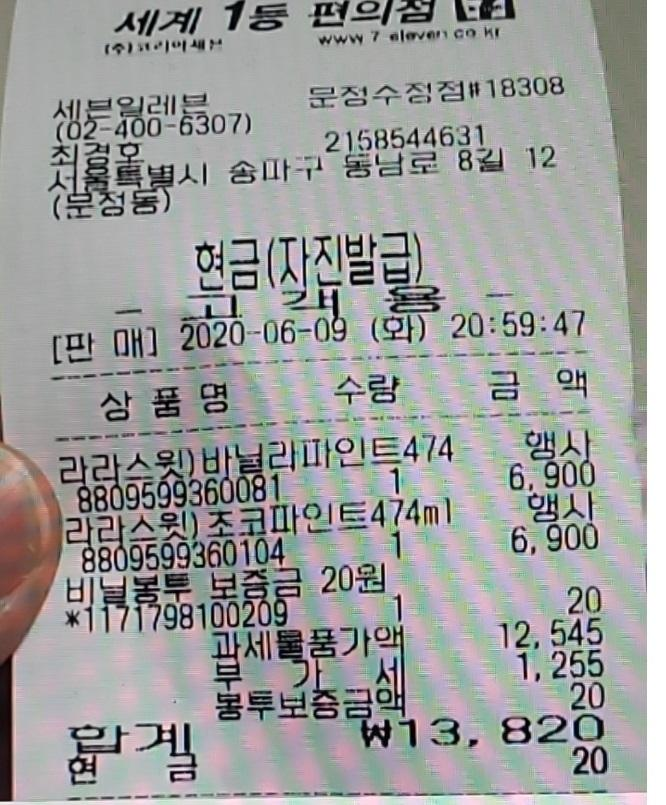 세계 1등 편의점
(주)코리아세븐 www.7-eleven.co.kr
세븐일레븐 문정수정점#18308
(02-400-6307)
최경호 2158544631
서울특별시 송파구 동남로 8길 12
(문정동)
현금(자진발급)
- 고 객 용 -
[판 매] 2020-06-09 (화) 20:59:47
상 품 명 수량 금 액
라라스윗)바닐라파인트474 행사
8809599360081 1 6,900
라라스윗)초코파인트474ml 행사
8809599360104 1 6,900
비닐봉투 보증금 20원
*1171798100209 1 20
과세물품가액 12,545
부 가 세 1,255
봉투보증금액 20
합계 ₩13,820
현 금 20